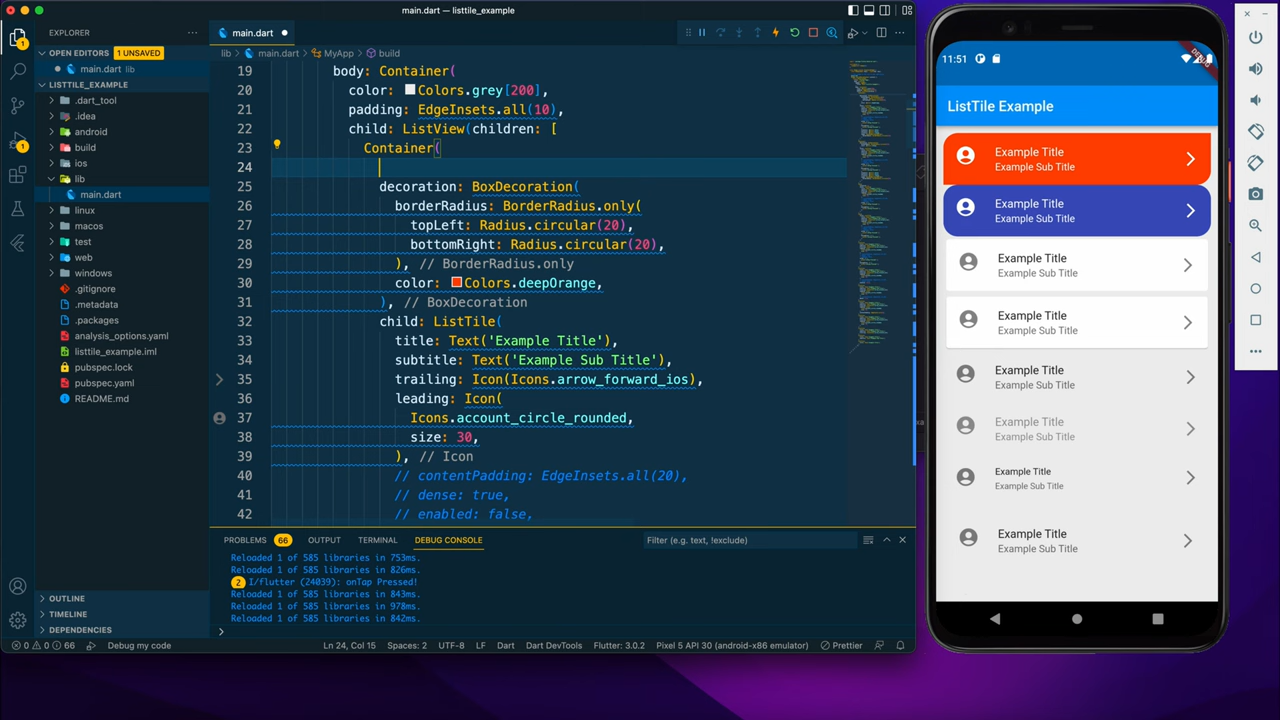 main.dart — listtile_example
EXPLORER
OPEN EDITORS 1 UNSAVED
main.dart lib
LISTTILE_EXAMPLE
.dart_tool
.idea
android
build
ios
lib
main.dart
linux
macos
test
web
windows
.gitignore
.metadata
.packages
analysis_options.yaml
listtile_example.iml
pubspec.lock
pubspec.yaml
README.md
OUTLINE
TIMELINE
DEPENDENCIES
main.dart
lib > main.dart > MyApp > build
19 body: Container(
20 color: Colors.grey[200],
21 padding: EdgeInsets.all(10),
22 child: ListView(children: [
23 Container(
24
25 decoration: BoxDecoration(
26 borderRadius: BorderRadius.only(
27 topLeft: Radius.circular(20),
28 bottomRight: Radius.circular(20),
29 ), // BorderRadius.only
30 color: Colors.deepOrange,
31 ), // BoxDecoration
32 child: ListTile(
33 title: Text('Example Title'),
34 subtitle: Text('Example Sub Title'),
35 trailing: Icon(Icons.arrow_forward_ios),
36 leading: Icon(
37 Icons.account_circle_rounded,
38 size: 30,
39 ), // Icon
40 // contentPadding: EdgeInsets.all(20),
41 // dense: true,
42 // enabled: false,
PROBLEMS 66 OUTPUT TERMINAL DEBUG CONSOLE Filter (e.g. text, !exclude)
Reloaded 1 of 585 libraries in 753ms.
Reloaded 1 of 585 libraries in 826ms.
2 I/flutter (24039): onTap Pressed!
Reloaded 1 of 585 libraries in 843ms.
Reloaded 1 of 585 libraries in 978ms.
Reloaded 1 of 585 libraries in 842ms.
0 0 66 Debug my code Ln 24, Col 15 Spaces: 2 UTF-8 LF Dart Dart DevTools Flutter: 3.0.2 Pixel 5 API 30 (android-x86 emulator) Prettier
11:51
DEBUG
ListTile Example
Example Title
Example Sub Title
Example Title
Example Sub Title
Example Title
Example Sub Title
Example Title
Example Sub Title
Example Title
Example Sub Title
Example Title
Example Sub Title
Example Title
Example Sub Title
Example Title
Example Sub Title